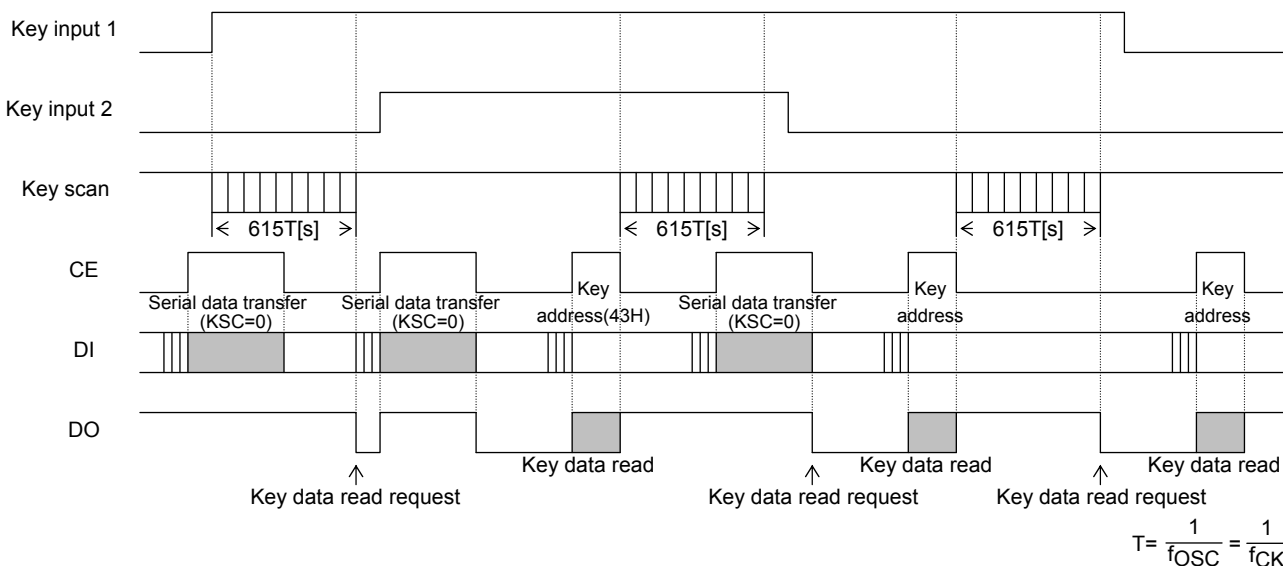 Key input 1
Key input 2
Key scan
615T[s]
615T[s]
615T[s]
CE
Serial data transfer
(KSC=0)
Serial data transfer
(KSC=0)
Key
address(43H)
Serial data transfer
(KSC=0)
Key
address
Key
address
DI
DO
Key data read
Key data read
Key data read
Key data read request
Key data read request
Key data read request
T= 1/fOSC = 1/fCK